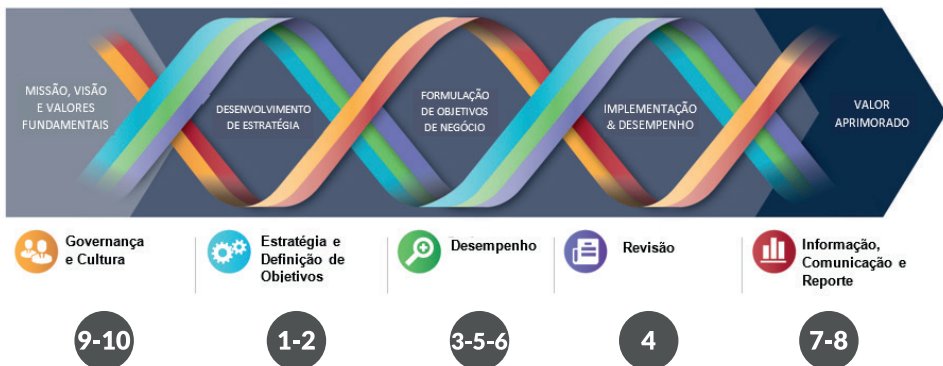 MISSÃO, VISÃO
E VALORES
FUNDAMENTAIS
DESENVOLVIMENTO
DE ESTRATÉGIA
FORMULAÇÃO
DE OBJETIVOS
DE NEGÓCIO
IMPLEMENTAÇÃO
& DESEMPENHO
VALOR
APRIMORADO
Governança
e Cultura
Estratégia e
Definição de
Objetivos
Desempenho
Revisão
Informação,
Comunicação e
Reporte
9-10
1-2
3-5-6
4
7-8